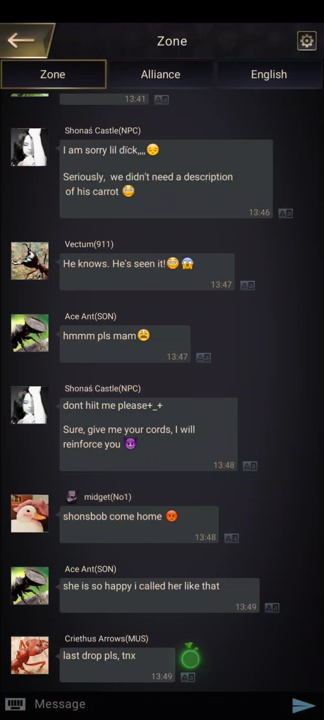 Zone
Zone
Alliance
English
13:41
Shonaś Castle(NPC)
I am sorry lil dïck,,,,😔
Seriously, we didn't need a description
of his carrot 😳
13:46
Vectum(911)
He knows. He's seen it!😳 😱
13:47
Ace Ant(SON)
hmmm pls mam😩
13:47
Shonaś Castle(NPC)
dont hiit me please+_+
Sure, give me your cords, I will
reinforce you 😈
13:48
midget(No1)
shonsbob come home 😡
13:48
Ace Ant(SON)
she is so happy i called her like that
13:49
Criethus Arrows(MUS)
last drop pls, tnx
13:49
Message